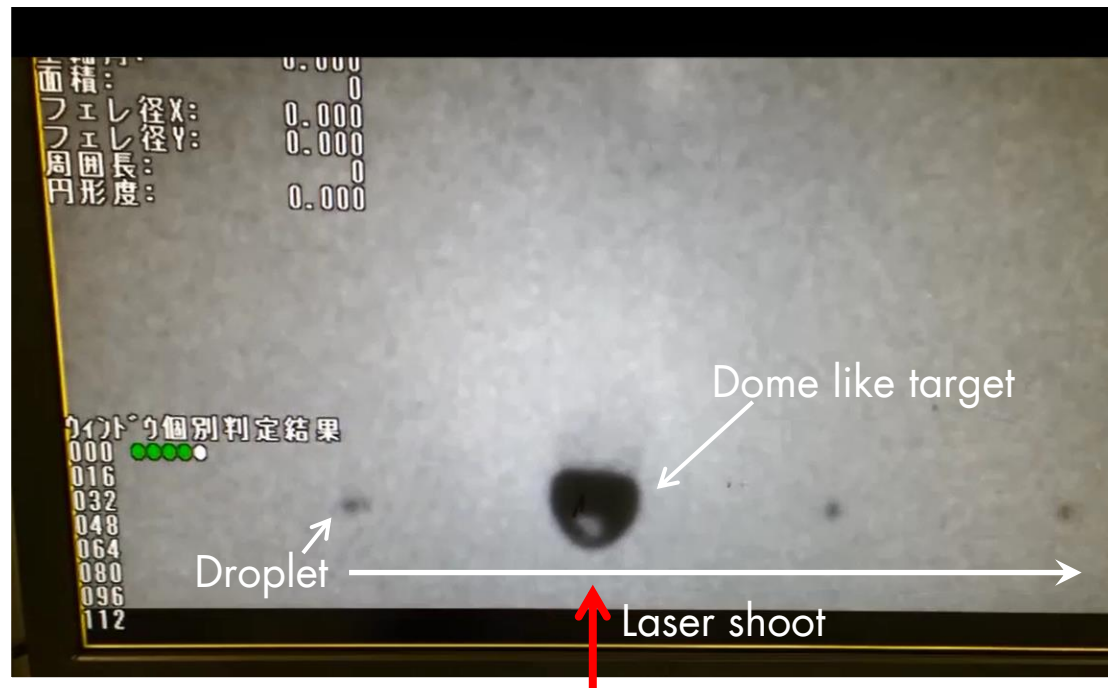 0.000
面積: 0
フェレ径X: 0.000
フェレ径Y: 0.000
周囲長: 0
円形度: 0.000
Dome like target
ウィンドウ個別判定結果
000
016
032
048
064
Droplet
080
096
Laser shoot
112